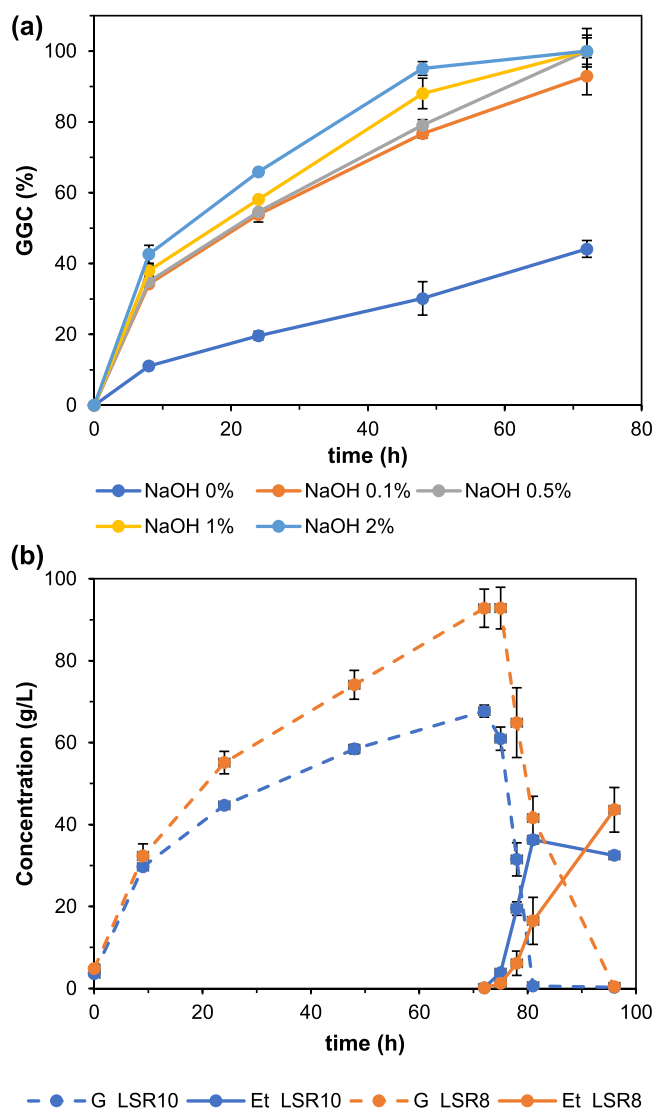 (a)
GGC (%)
100
80
60
40
20
0
0 20 40 60 80
time (h)
NaOH 0% NaOH 0.1% NaOH 0.5%
NaOH 1% NaOH 2%
(b)
Concentration (g/L)
100
80
60
40
20
0
0 20 40 60 80 100
time (h)
G LSR10 Et LSR10 G LSR8 Et LSR8